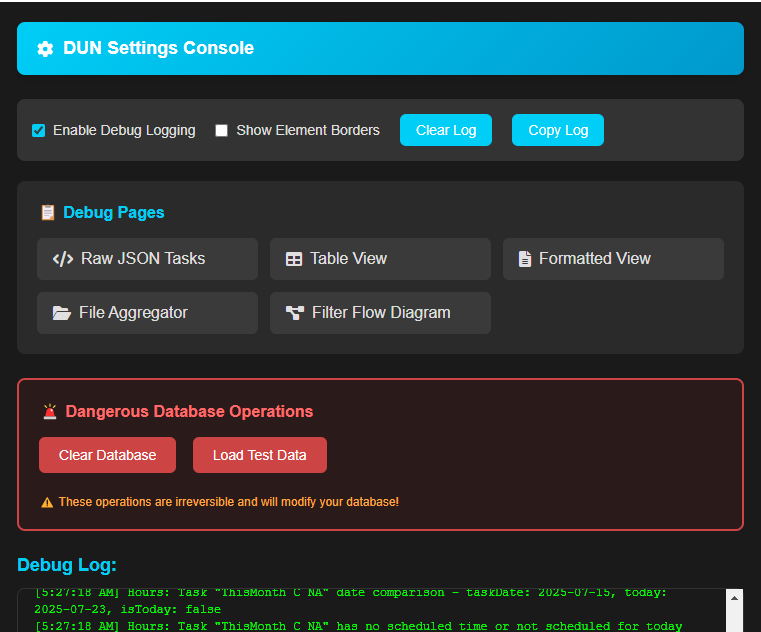 DUN Settings Console
Enable Debug Logging Show Element Borders Clear Log Copy Log
Debug Pages
</> Raw JSON Tasks Table View Formatted View
File Aggregator Filter Flow Diagram
Dangerous Database Operations
Clear Database Load Test Data
These operations are irreversible and will modify your database!
Debug Log:
[5:27:18 AM] Hours: Task "ThisMonth C NA" date comparison - taskDate: 2025-07-15, today:
2025-07-23, isToday: false
[5:27:18 AM] Hours: Task "ThisMonth C NA" has no scheduled time or not scheduled for today